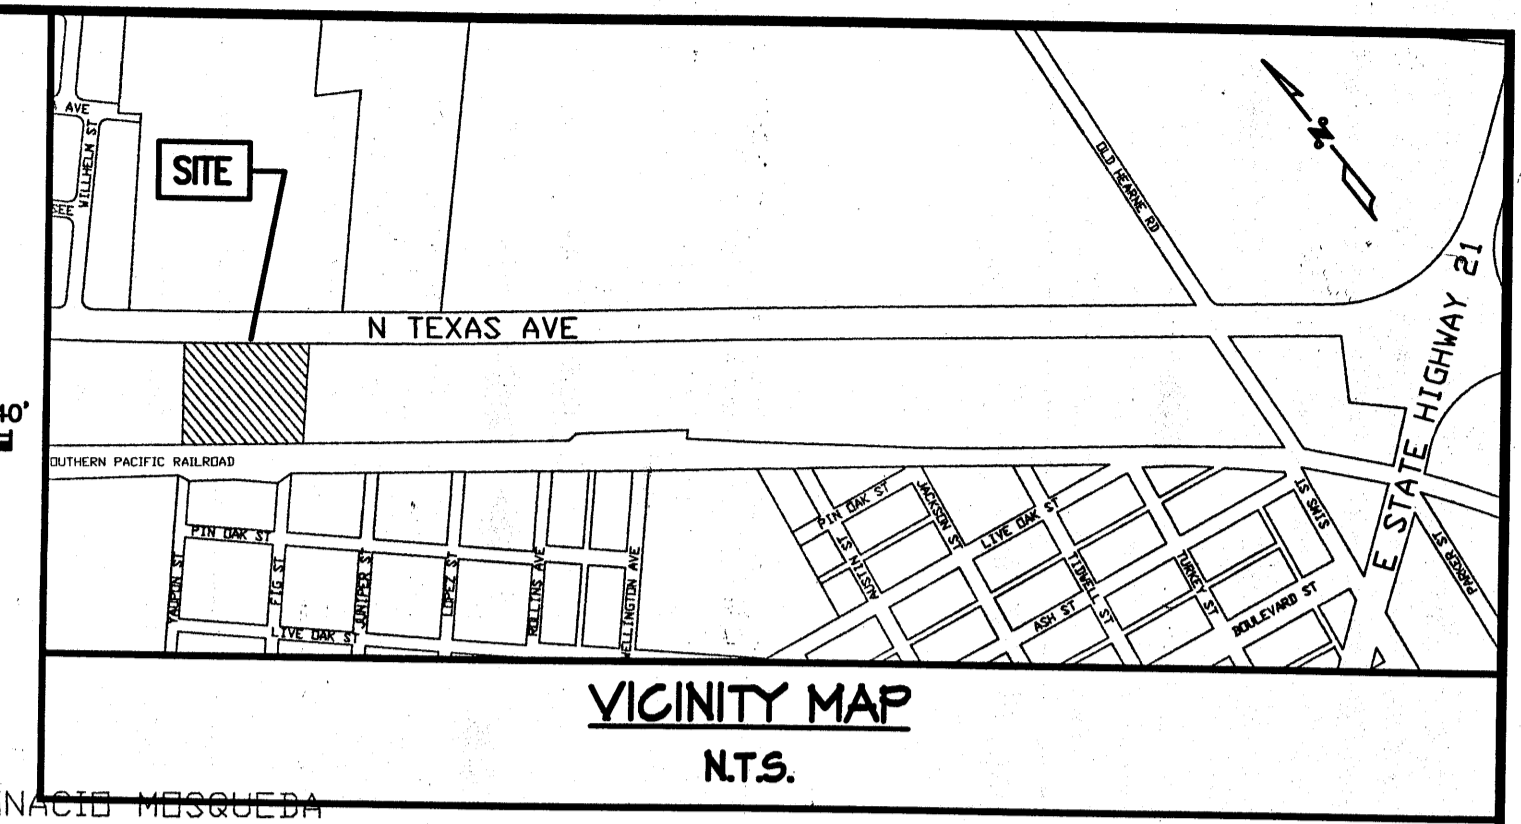 AVE
WILLHELM ST
SEE
SITE
OLD HEARNE RD
N
E STATE HIGHWAY 21
N TEXAS AVE
40'
OUTHERN PACIFIC RAILROAD
PIN OAK ST
YAUPON ST
FIG ST
JUNIPER ST
LOPEZ ST
ROLLINS AVE
WELLINGTON AVE
LIVE OAK ST
PIN OAK ST
AUSTIN ST
JACKSON ST
LIVE OAK ST
TIDWELL ST
ASH ST
TURKEY ST
BOULEVARD ST
SIMS ST
PARKER ST
VICINITY MAP
N.T.S.
NACIO MOSQUEDA